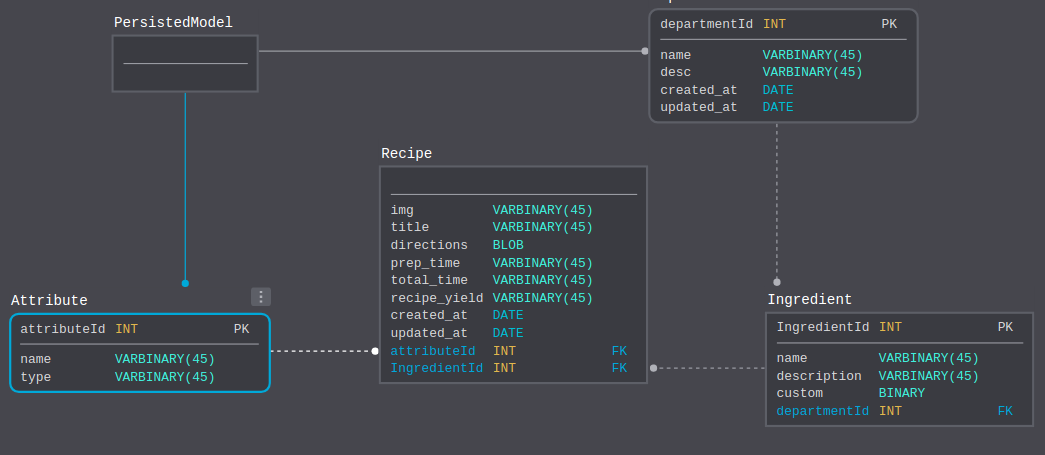 PersistedModel
departmentId INT PK
name VARBINARY(45)
desc VARBINARY(45)
created_at DATE
updated_at DATE
Recipe
img VARBINARY(45)
title VARBINARY(45)
directions BLOB
prep_time VARBINARY(45)
total_time VARBINARY(45)
recipe_yield VARBINARY(45)
created_at DATE
updated_at DATE
attributeId INT FK
IngredientId INT FK
Attribute
attributeId INT PK
name VARBINARY(45)
type VARBINARY(45)
Ingredient
IngredientId INT PK
name VARBINARY(45)
description VARBINARY(45)
custom BINARY
departmentId INT FK